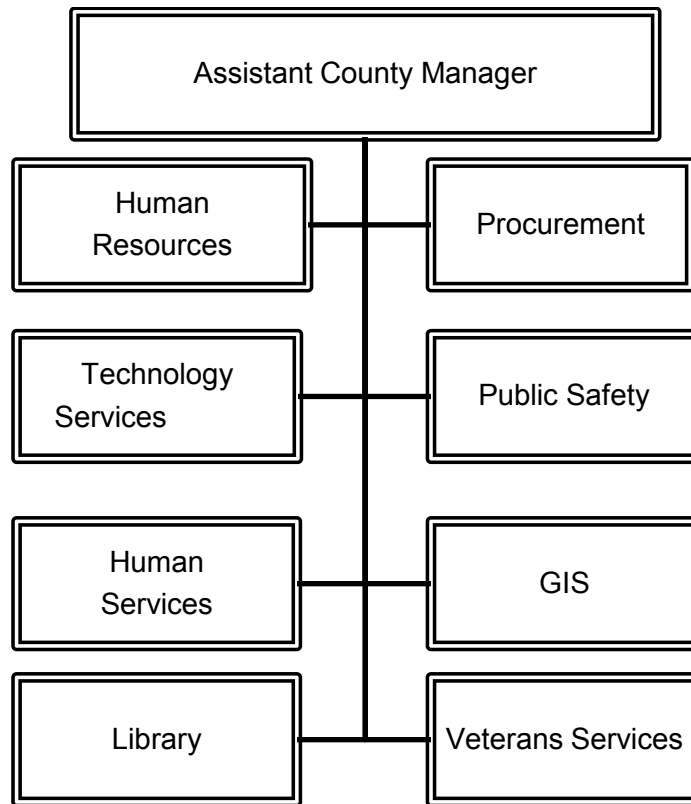 Assistant County Manager
Human
Resources
Procurement
Technology
Services
Public Safety
Human
Services
GIS
Library
Veterans Services